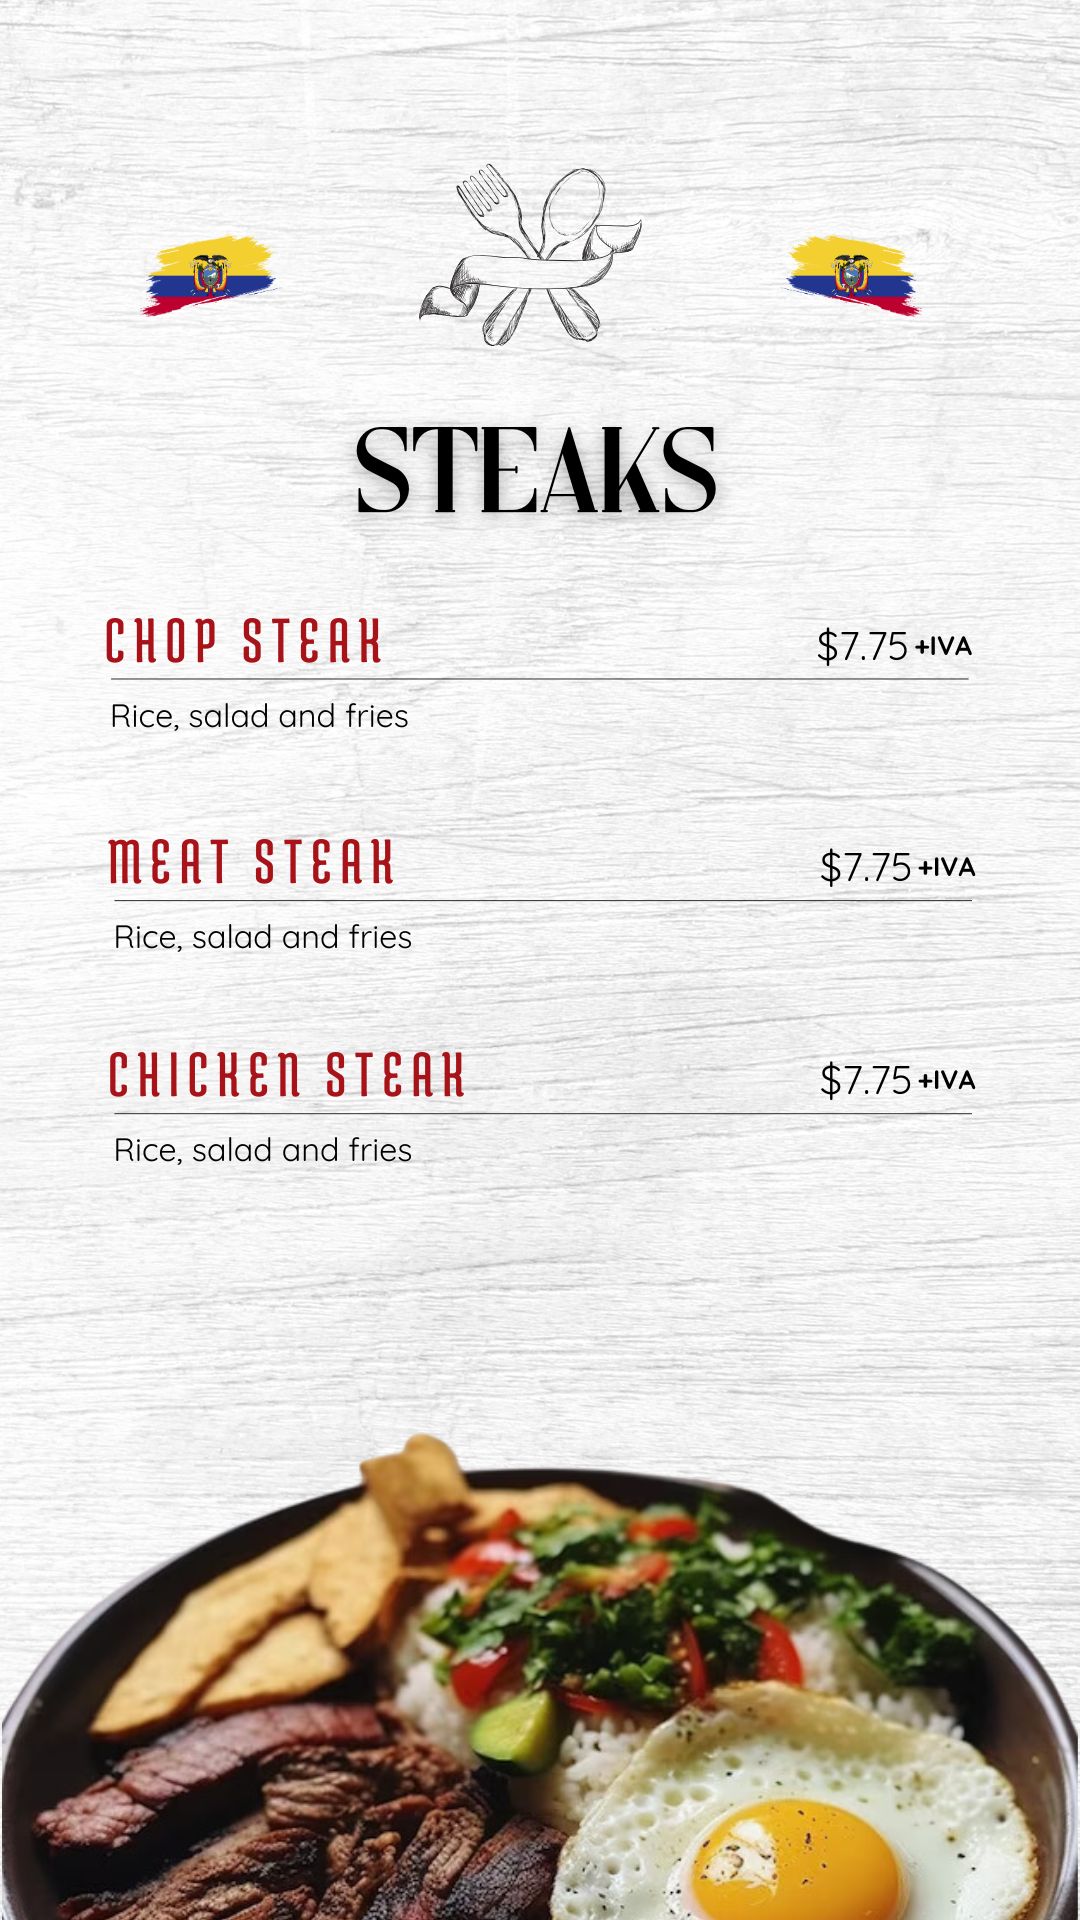 STEAKS
CHOP STEAK
$7.75 +IVA
Rice, salad and fries
MEAT STEAK
$7.75 +IVA
Rice, salad and fries
CHICKEN STEAK
$7.75 +IVA
Rice, salad and fries